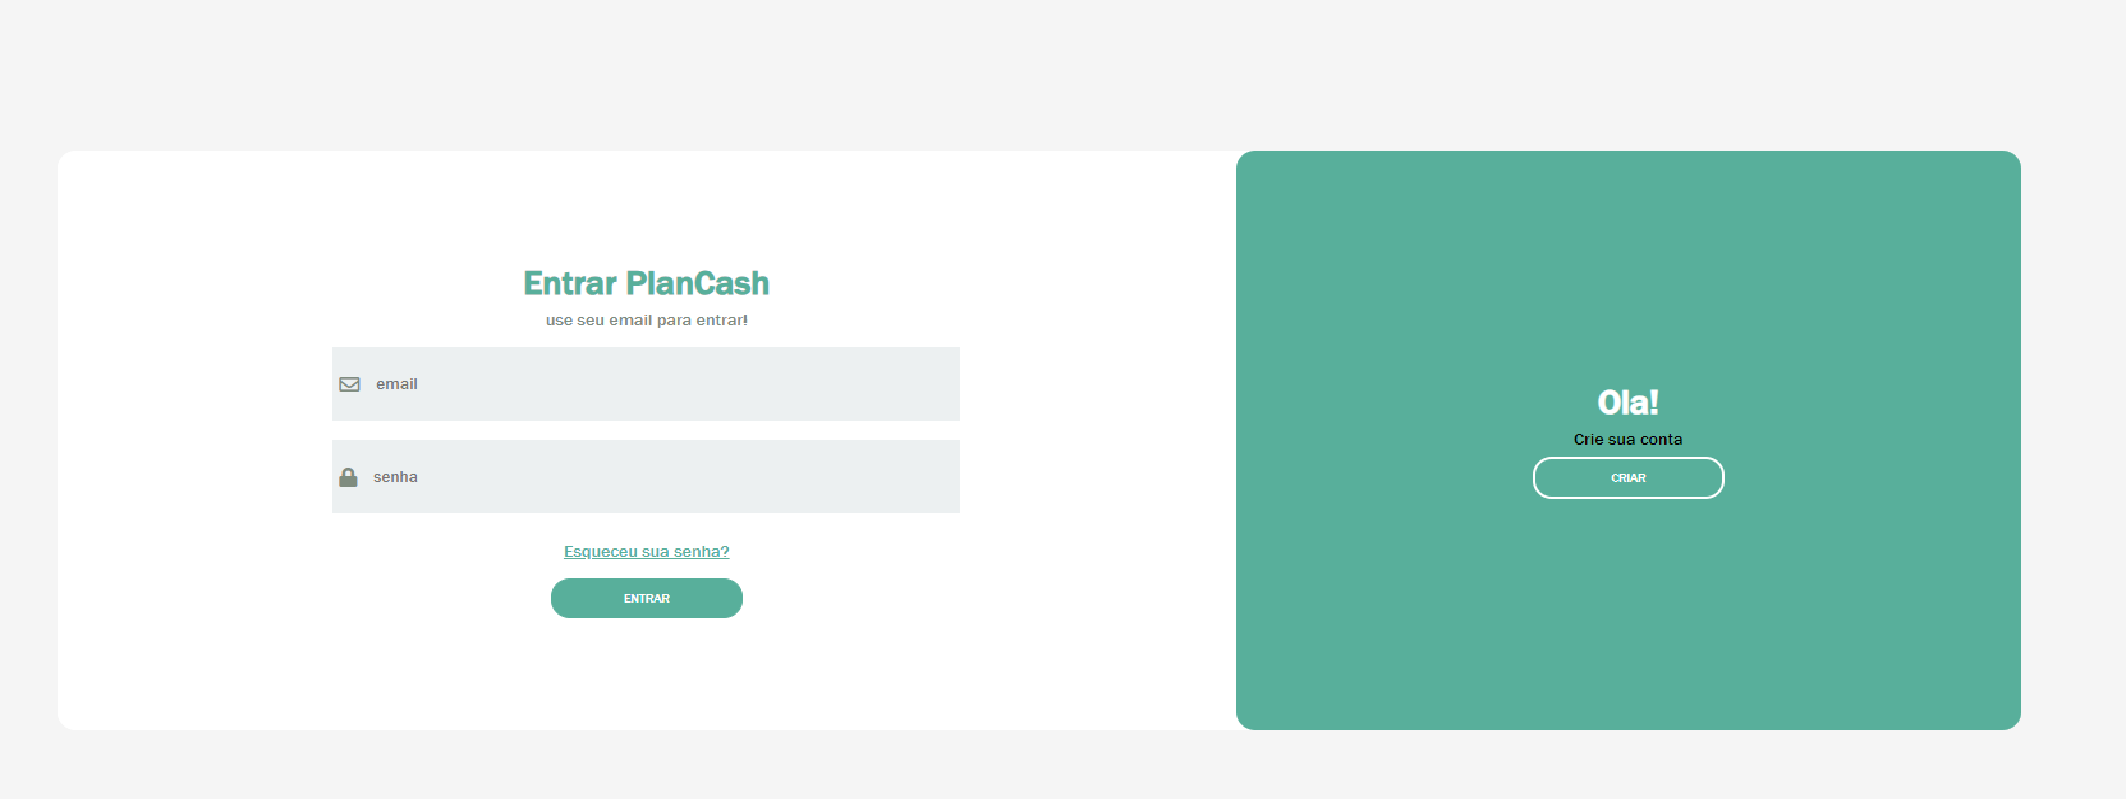 Entrar PlanCash
use seu email para entrar!
email
senha
Esqueceu sua senha?
ENTRAR
Ola!
Crie sua conta
CRIAR